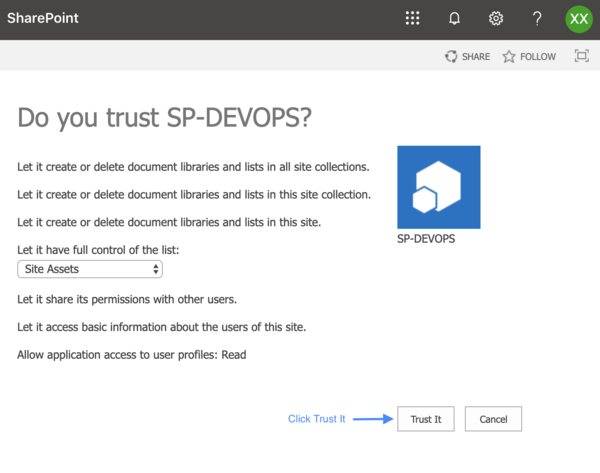 SharePoint
?
XX
SHARE
FOLLOW
Do you trust SP-DEVOPS?
Let it create or delete document libraries and lists in all site collections.
Let it create or delete document libraries and lists in this site collection.
Let it create or delete document libraries and lists in this site.
Let it have full control of the list:
Site Assets
Let it share its permissions with other users.
Let it access basic information about the users of this site.
Allow application access to user profiles: Read
SP-DEVOPS
Click Trust It
Trust It
Cancel